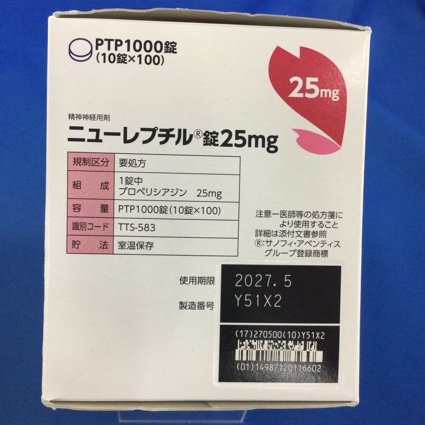 PTP1000錠
(10錠×100)
25mg
精神神経用剤
ニューレプチル®錠25mg
規制区分 要処方
組成 1錠中
プロペリシアジン 25mg
容量 PTP1000錠(10錠×100)
識別コード TTS-583
貯法 室温保存
注意－医師等の処方箋に
より使用すること
詳細は添付文書参照
®:サノフィ・アベンティス
グループ登録商標
使用期限 2027.5
製造番号 Y51X2
(17)270500(10)Y51X2
(01)14987120116602